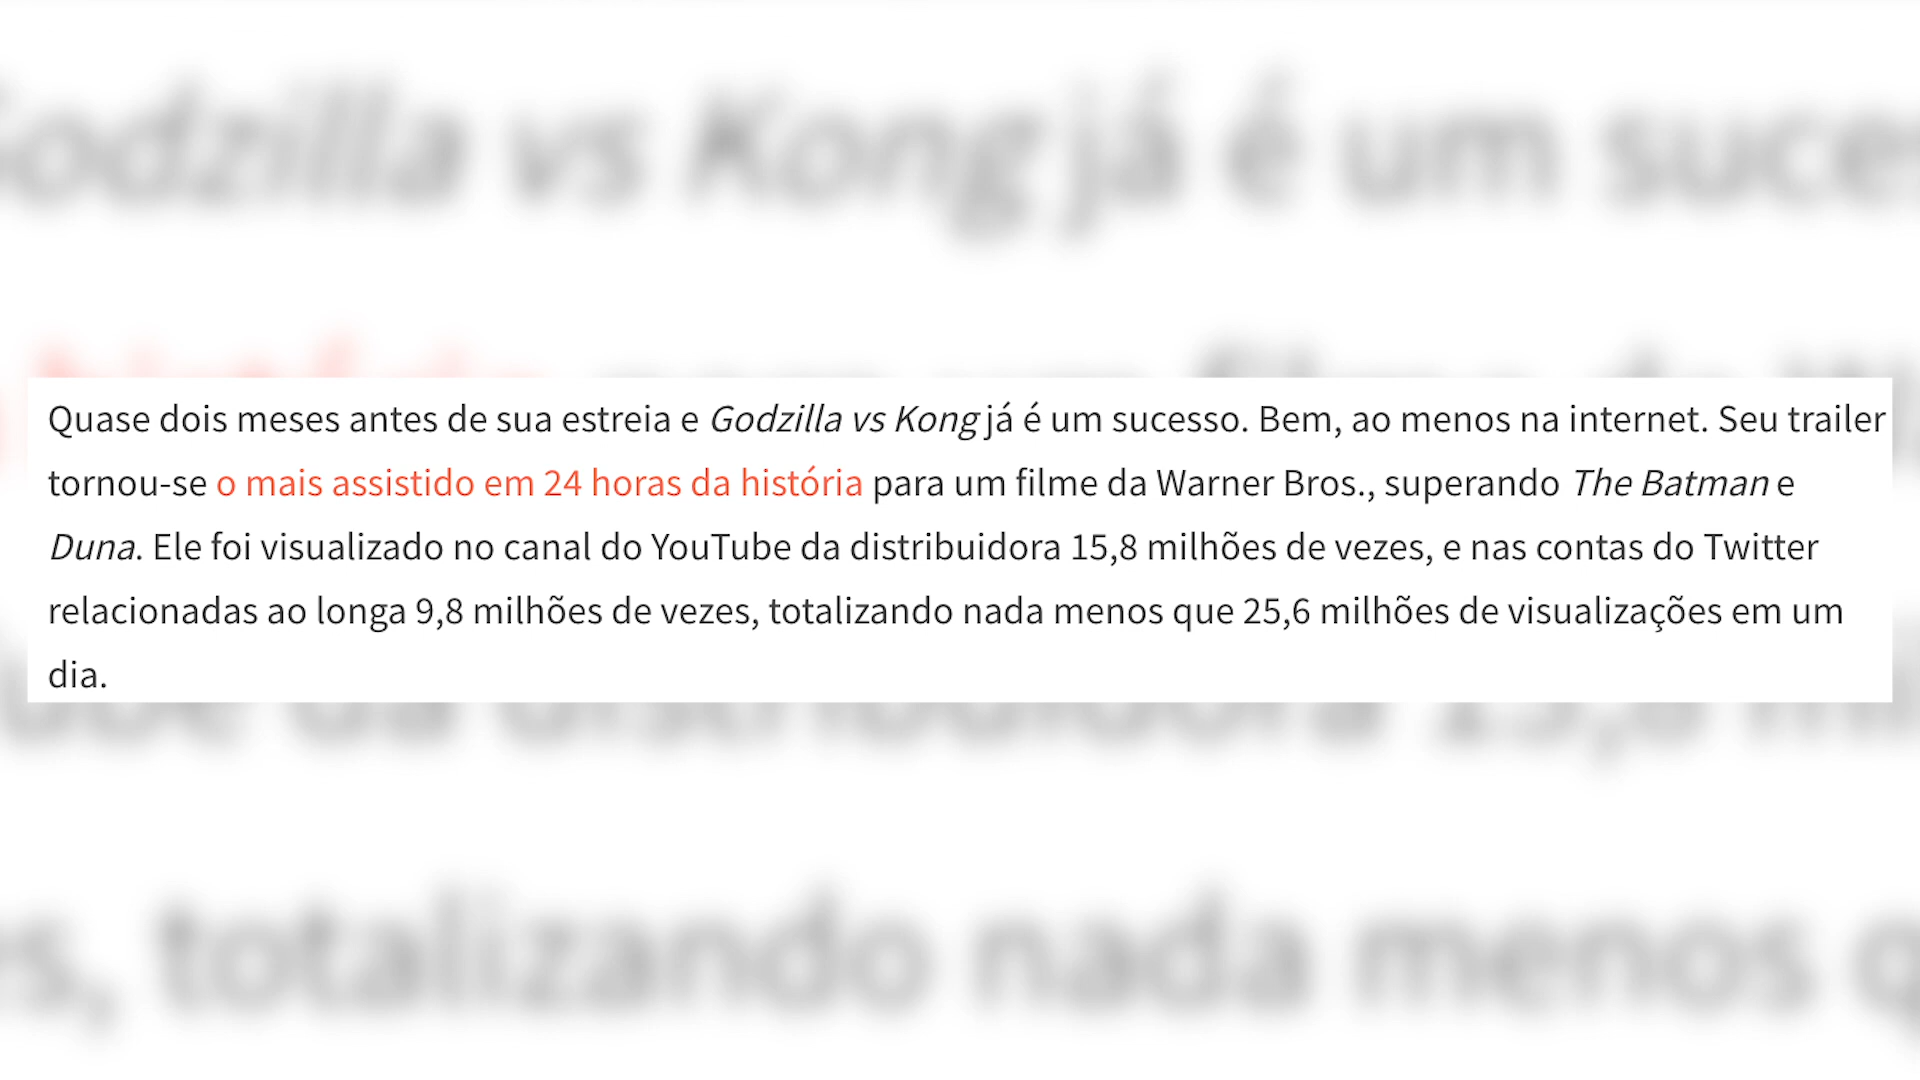 Quase dois meses antes de sua estreia e Godzilla vs Kong já é um sucesso. Bem, ao menos na internet. Seu trailer
tornou-se o mais assistido em 24 horas da história para um filme da Warner Bros., superando The Batman e
Duna. Ele foi visualizado no canal do YouTube da distribuidora 15,8 milhões de vezes, e nas contas do Twitter
relacionadas ao longa 9,8 milhões de vezes, totalizando nada menos que 25,6 milhões de visualizações em um
dia.